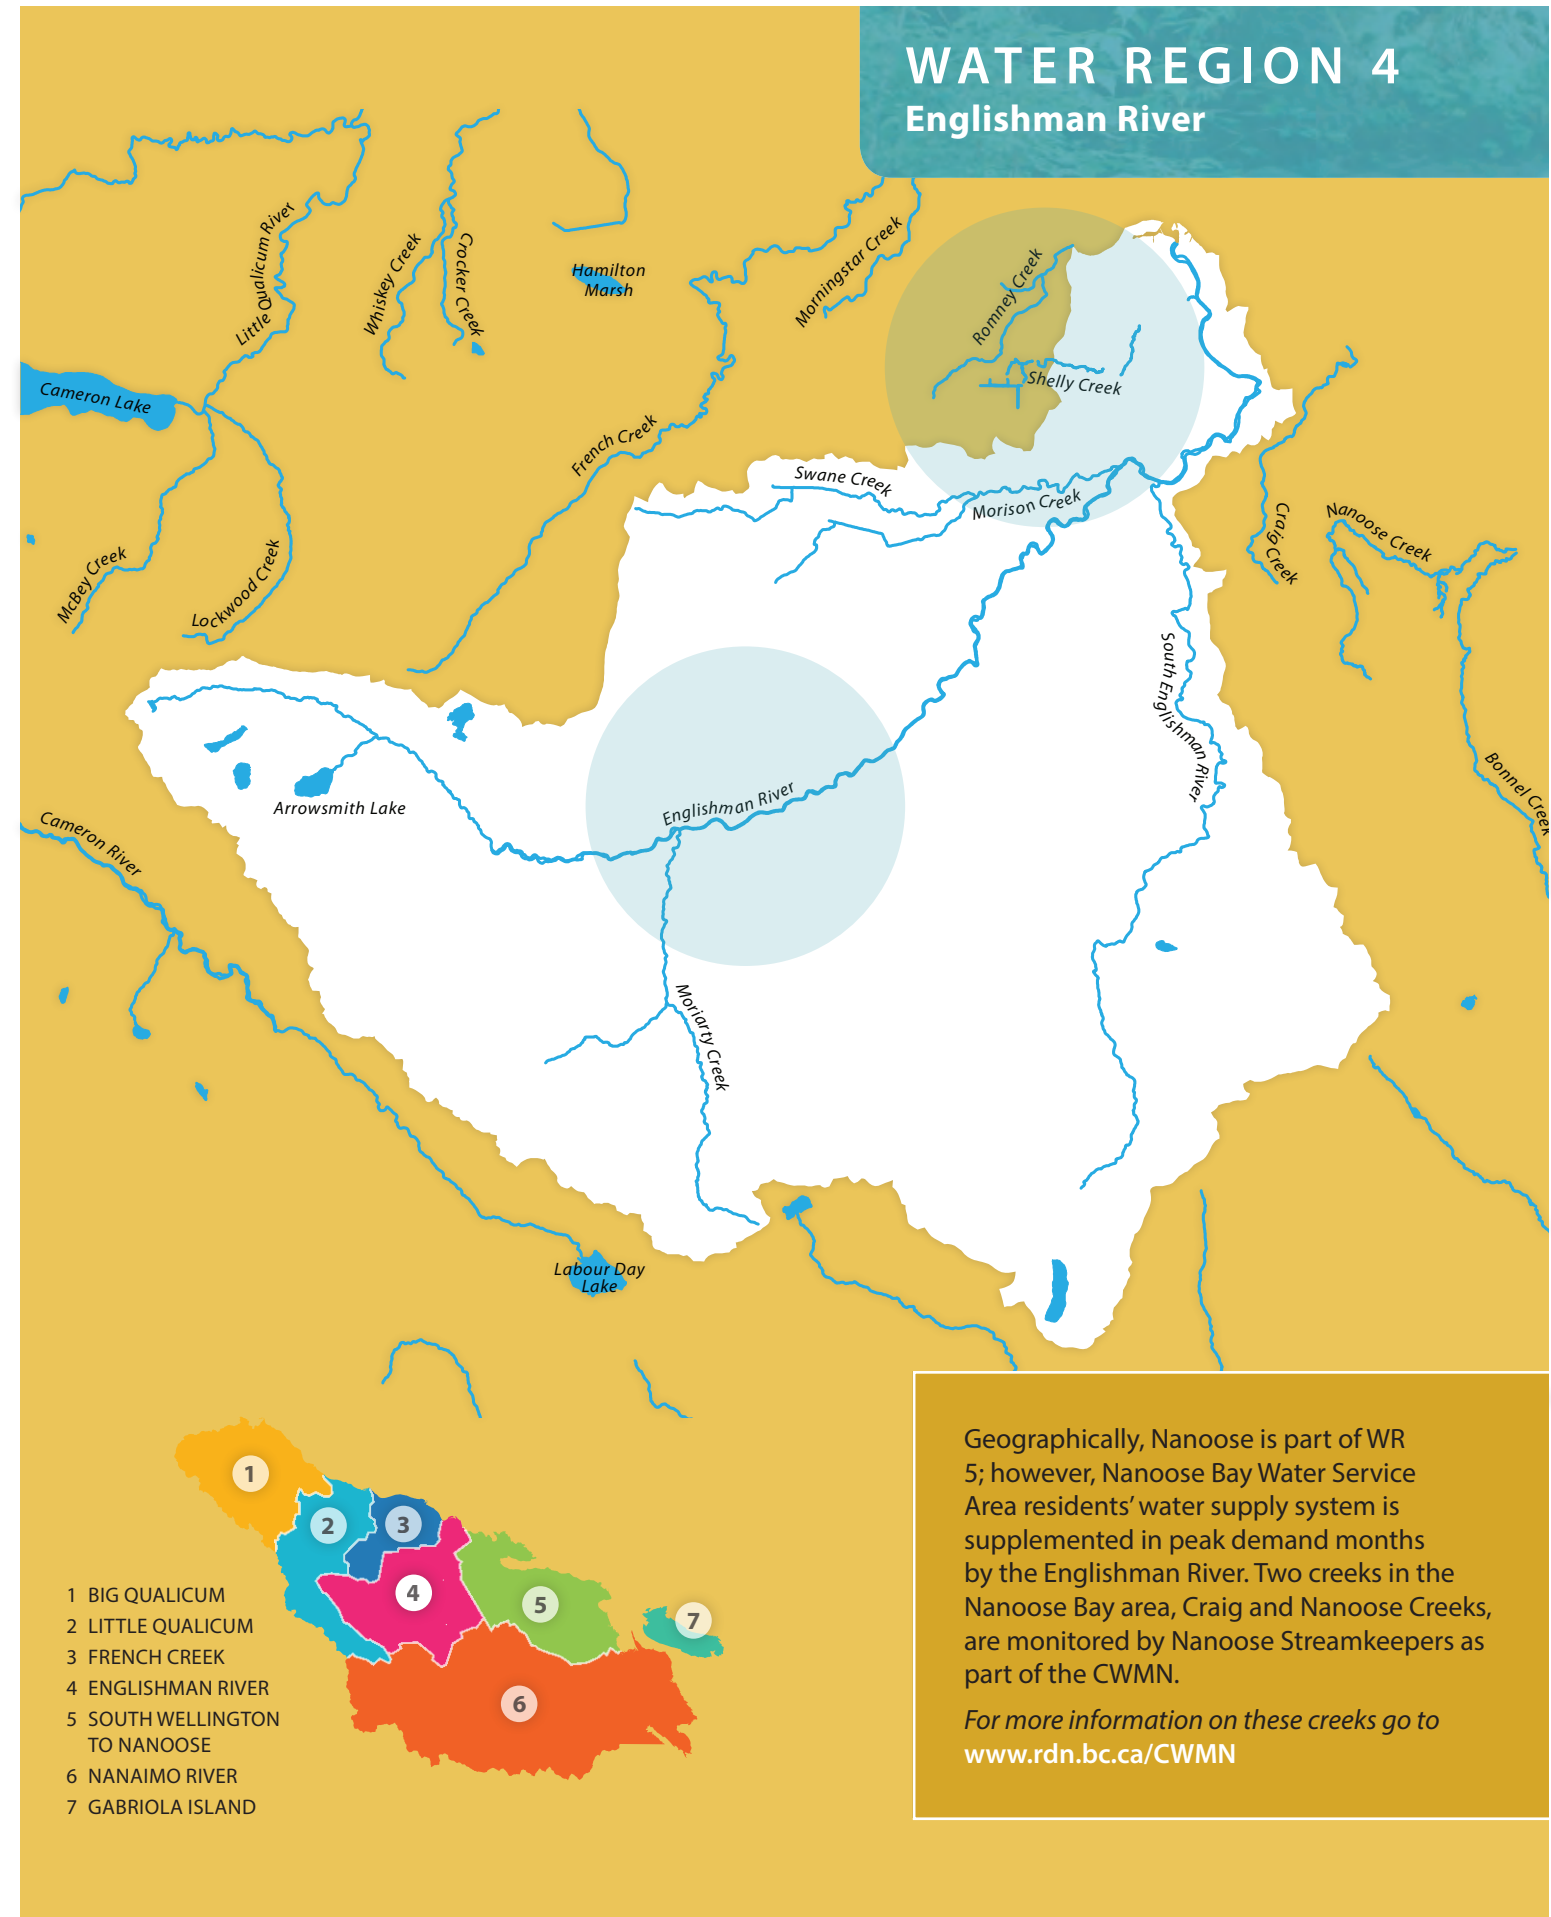 WATER REGION 4
Englishman River
Little Qualicum River
Whiskey Creek
Crocker Creek
Hamilton
Marsh
Morningstar Creek
Romney Creek
Shelly Creek
Cameron Lake
French Creek
Swane Creek
Morison Creek
Craig Creek
Nanoose Creek
McBey Creek
Lockwood Creek
South Englishman River
Bonnel Creek
Arrowsmith Lake
Englishman River
Cameron River
Moriarty Creek
Labour Day
Lake
1
2
3
4
5
6
7
1 BIG QUALICUM
2 LITTLE QUALICUM
3 FRENCH CREEK
4 ENGLISHMAN RIVER
5 SOUTH WELLINGTON
TO NANOOSE
6 NANAIMO RIVER
7 GABRIOLA ISLAND
Geographically, Nanoose is part of WR
5; however, Nanoose Bay Water Service
Area residents’ water supply system is
supplemented in peak demand months
by the Englishman River. Two creeks in the
Nanoose Bay area, Craig and Nanoose Creeks,
are monitored by Nanoose Streamkeepers as
part of the CWMN.
For more information on these creeks go to
www.rdn.bc.ca/CWMN